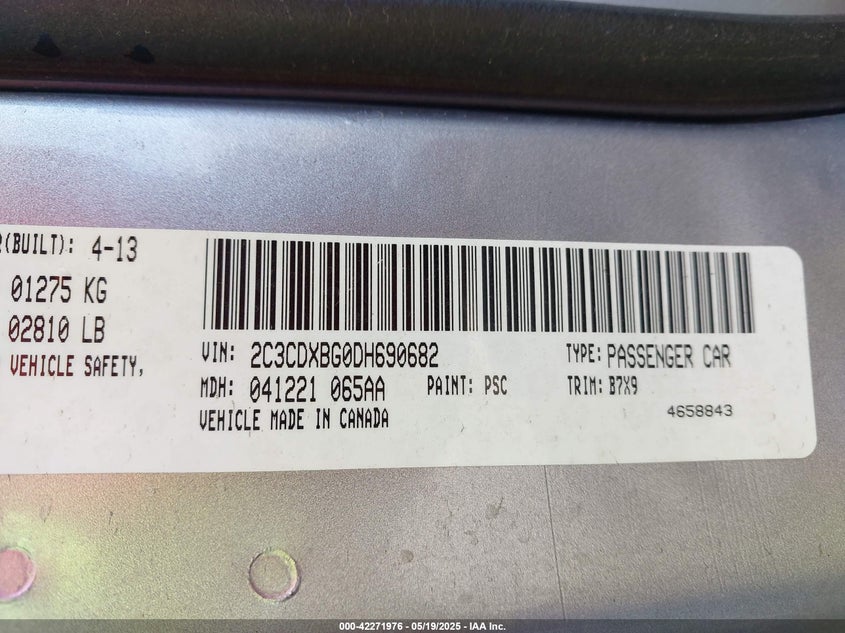 R(BUILT): 4-13
01275 KG
02810 LB
VEHICLE SAFETY,
VIN: 2C3CDXBG0DH690682 TYPE: PASSENGER CAR
MDH: 041221 065AA PAINT: PSC TRIM: B7X9
VEHICLE MADE IN CANADA 4658843
000-42271976 - 05/19/2025 - IAA Inc.